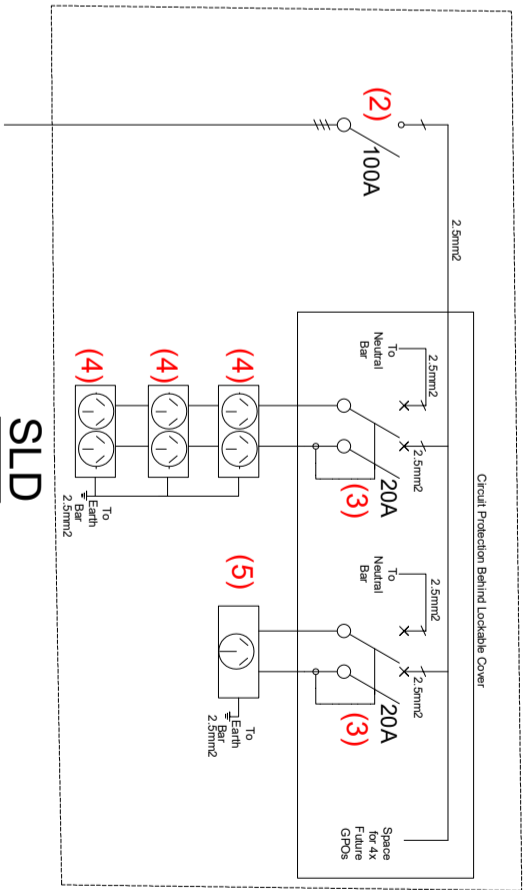 Circuit Protection Behind Lockable Cover
(2)
100A
2.5mm2
To
Neutral
Bar
2.5mm2
2.5mm2
20A
(3)
To
Neutral
Bar
2.5mm2
2.5mm2
20A
(3)
Space
for 4x
Future
GPOs
(4)
(4)
(4)
To
Earth
Bar
2.5mm2
(5)
To
Earth
Bar
2.5mm2
SLD